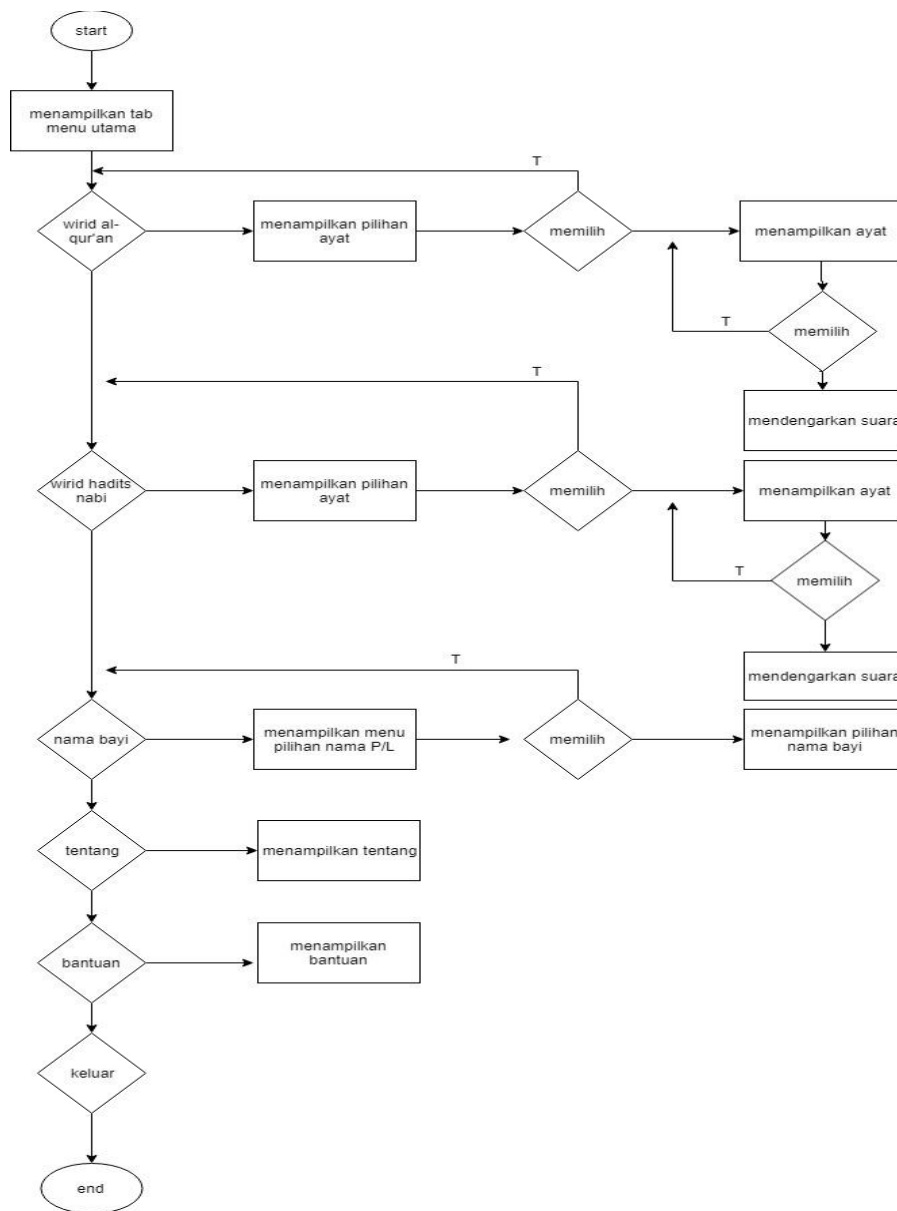 start
menampilkan tab
menu utama
T
wirid al-
qur'an
menampilkan pilihan
ayat
memilih
menampilkan ayat
T
memilih
T
mendengarkan suara
wirid hadits
nabi
menampilkan pilihan
ayat
memilih
menampilkan ayat
T
memilih
T
mendengarkan suara
nama bayi
menampilkan menu
pilihan nama P/L
memilih
menampilkan pilihan
nama bayi
tentang
menampilkan tentang
bantuan
menampilkan
bantuan
keluar
end